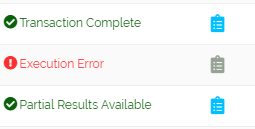 Transaction Complete
Execution Error
Partial Results Available